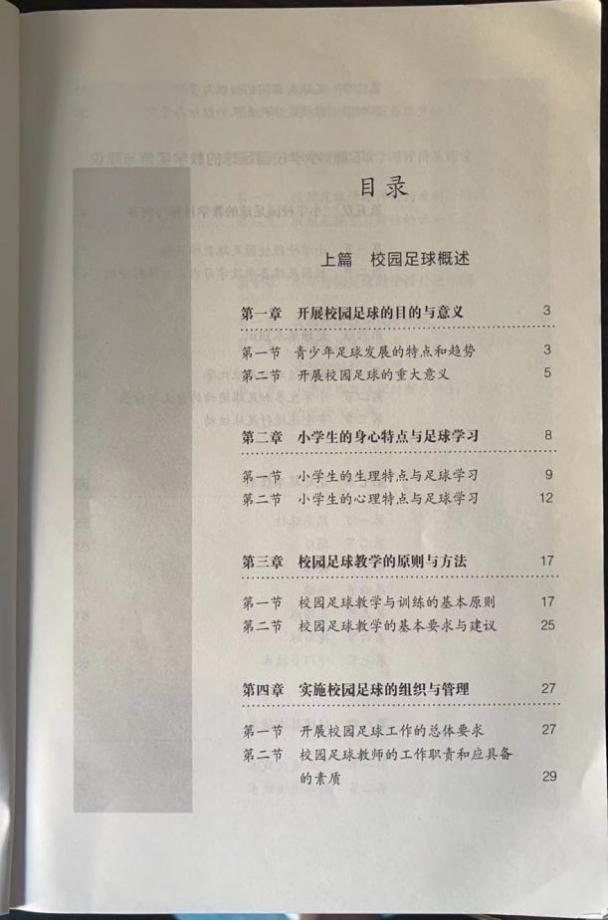 目录
上篇 校园足球概述
第一章 开展校园足球的目的与意义 3
第一节 青少年足球发展的特点和趋势 3
第二节 开展校园足球的重大意义 5
第二章 小学生的身心特点与足球学习 8
第一节 小学生的生理特点与足球学习 9
第二节 小学生的心理特点与足球学习 12
第三章 校园足球教学的原则与方法 17
第一节 校园足球教学与训练的基本原则 17
第二节 校园足球教学的基本要求与建议 25
第四章 实施校园足球的组织与管理 27
第一节 开展校园足球工作的总体要求 27
第二节 校园足球教师的工作职责和应具备
的素质 29